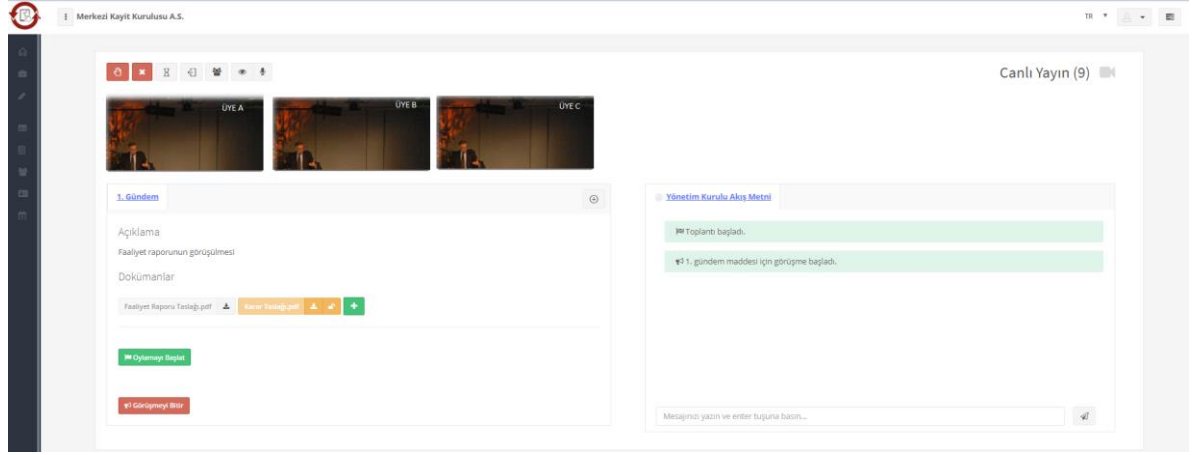 Merkezi Kayit Kurulusu A.S.
TR
Canlı Yayın (9)
ÜYE A
ÜYE B
ÜYE C
1. Gündem
Açıklama
Faaliyet raporunun görüşülmesi
Dokümanlar
Faaliyet Raporu Taslağı.pdf
Karar Taslağı.pdf
Oylamayı Başlat
Görüşmeyi Bitir
Yönetim Kurulu Akış Metni
Toplantı başladı.
1. gündem maddesi için görüşme başladı.
Mesajınızı yazın ve enter tuşuna basın...